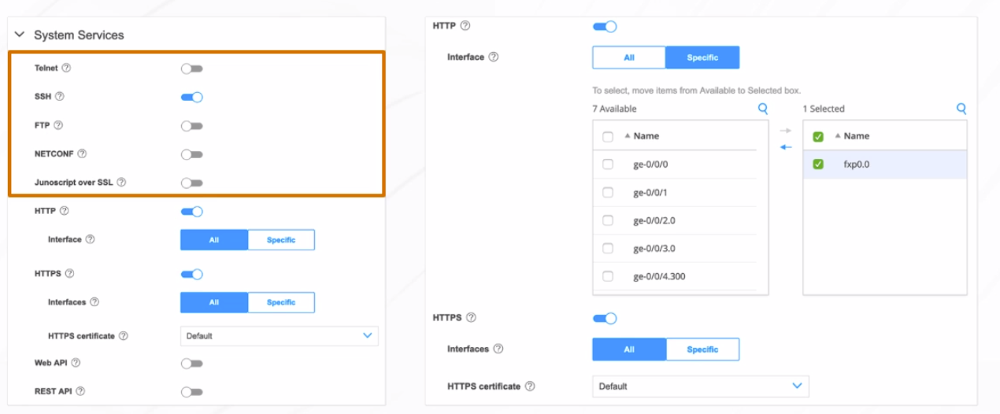 System Services
Telnet
SSH
FTP
NETCONF
Junoscript over SSL
HTTP
Interface All Specific
HTTPS
Interfaces All Specific
HTTPS certificate Default
Web API
REST API
HTTP
Interface All Specific
To select, move items from Available to Selected box.
7 Available
Name
ge-0/0/0
ge-0/0/1
ge-0/0/2.0
ge-0/0/3.0
ge-0/0/4.300
1 Selected
Name
fxp0.0
HTTPS
Interfaces All Specific
HTTPS certificate Default